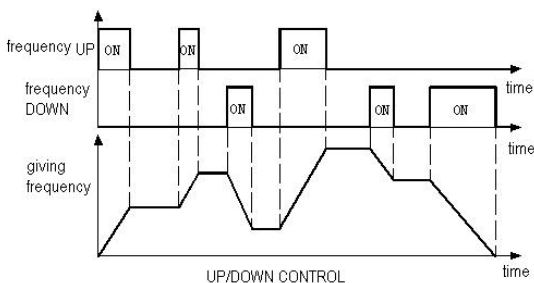 frequency UP
ON ON ON
time
frequency
DOWN
ON ON ON
time
giving
frequency
time
UP/DOWN CONTROL